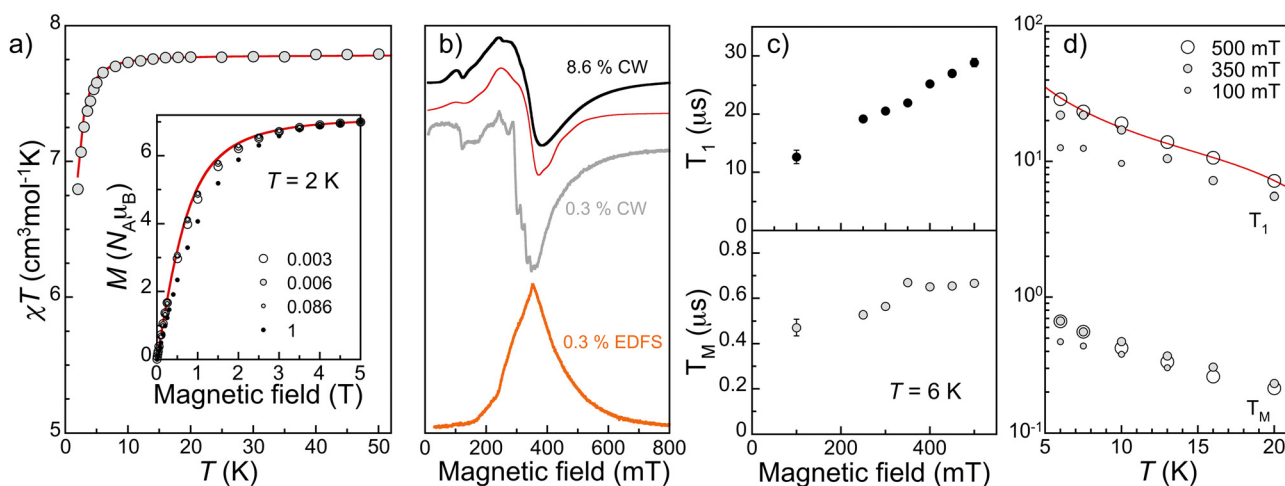 a)
8
7
6
5
χT (cm³mol⁻¹K)
0 10 20 30 40 50
T (K)
6
4
2
0
M (N_Aμ_B)
T = 2 K
0.003
0.006
0.086
1
0 1 2 3 4 5
Magnetic field (T)
b)
8.6 % CW
0.3 % CW
0.3 % EDFS
0 200 400 600 800
Magnetic field (mT)
c)
30
20
10
0
T₁ (μs)
0.8
0.6
0.4
0.2
0
T_M (μs)
T = 6 K
0 200 400
Magnetic field (mT)
d)
10²
10¹
10⁰
10⁻¹
500 mT
350 mT
100 mT
T₁
T_M
5 10 15 20
T (K)